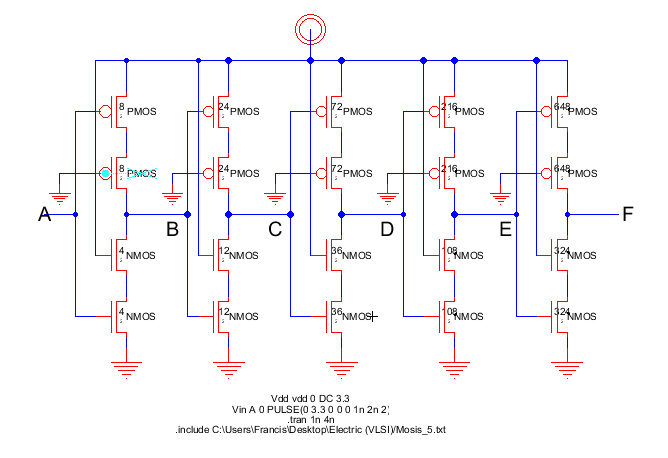 8 PMOS 24 PMOS 72 PMOS 216 PMOS 648 PMOS
8 PMOS 24 PMOS 72 PMOS 216 PMOS 648 PMOS
A B C D E F
4 NMOS 12 NMOS 36 NMOS 108 NMOS 324 NMOS
4 NMOS 12 NMOS 36 NMOS 108 NMOS 324 NMOS
Vdd vdd 0 DC 3.3
Vin A 0 PULSE(0 3.3 0 0 0 1n 2n 2)
.tran 1n 4n
.include C:\Users\Francis\Desktop\Electric (VLSI)/Mosis_5.txt